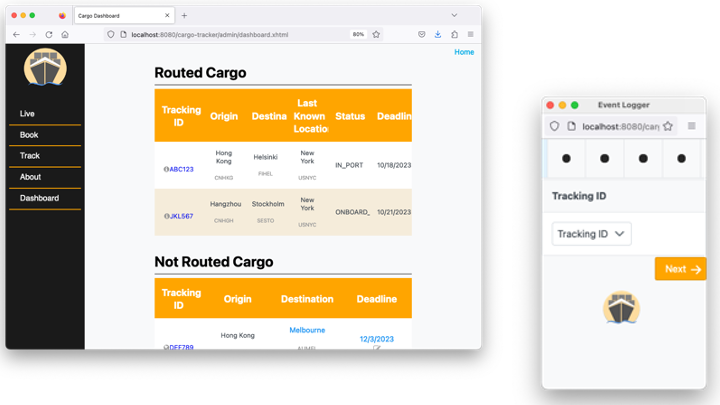 Cargo Dashboard
localhost:8080/cargo-tracker/admin/dashboard.xhtml
80%
Home
Live
Book
Track
About
Dashboard
Routed Cargo
Tracking ID Origin Destina Last Known Locatio Status Deadlin
ABC123 Hong Kong CNHKG Helsinki FIHEL New York USNYC IN_PORT 10/18/2023
JKL567 Hangzhou CNHGH Stockholm SESTO New York USNYC ONBOARD_ 10/21/2023
Not Routed Cargo
Tracking ID Origin Destination Deadline
DEF789 Hong Kong Melbourne AUMEL 12/3/2023
Event Logger
localhost:8080/carg
Tracking ID
Tracking ID
Next